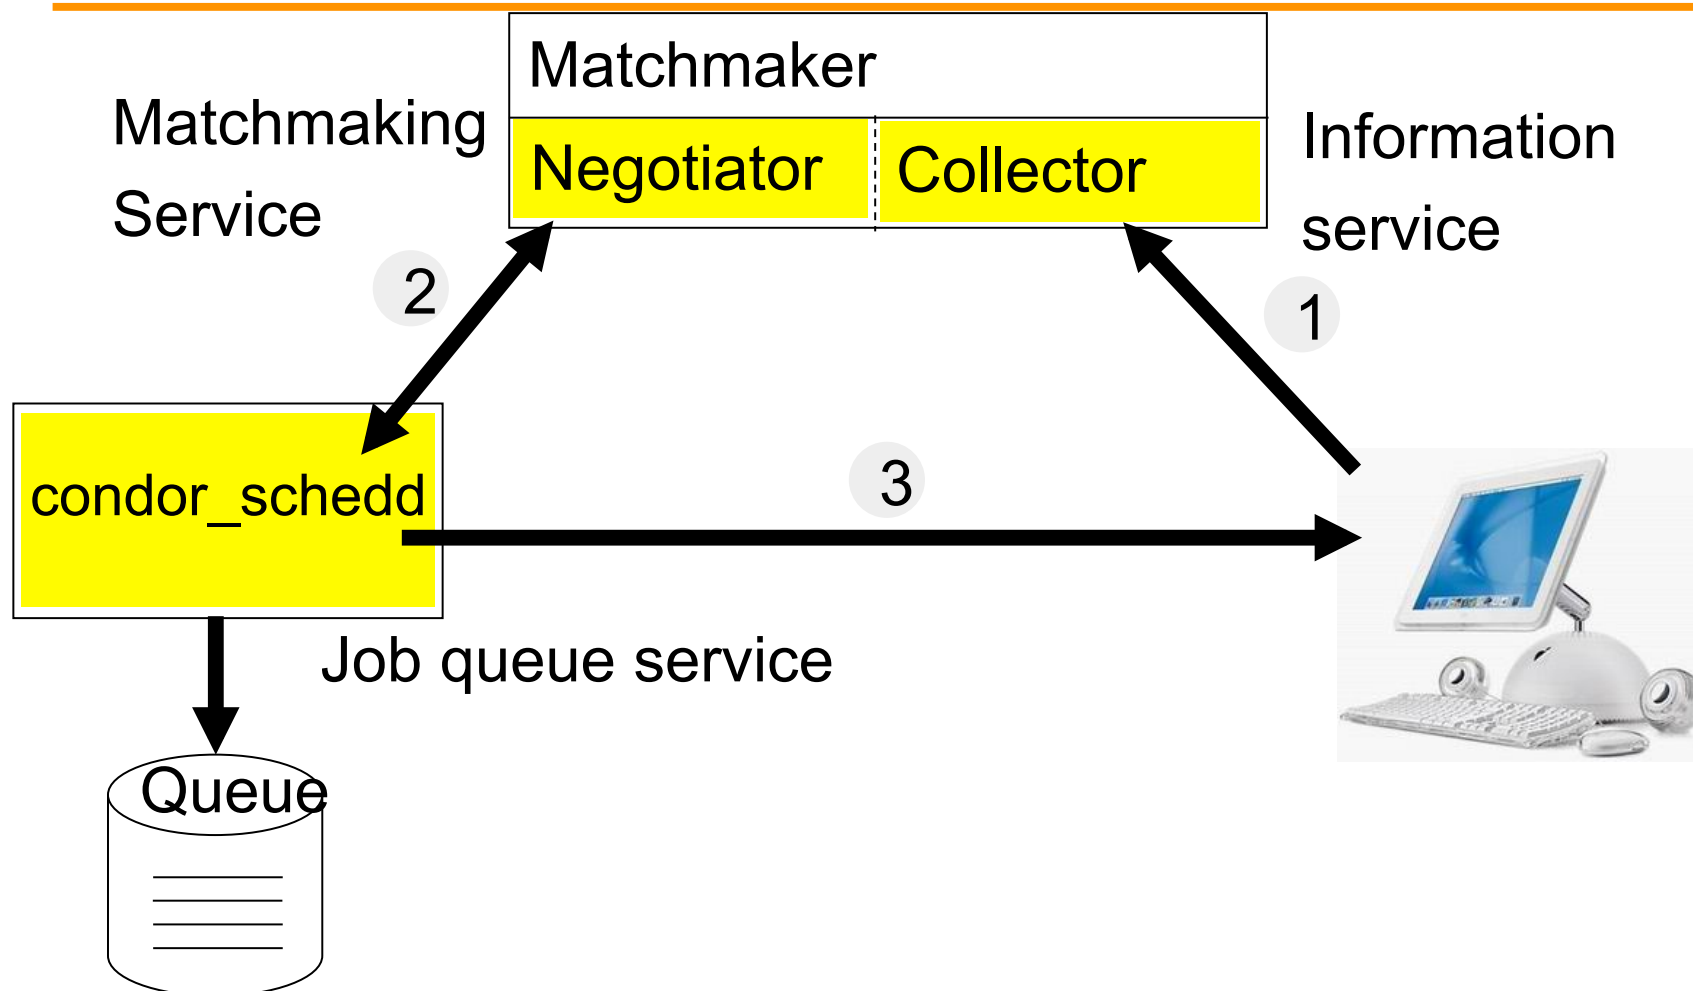 Matchmaker
Matchmaking
Service
Negotiator
Collector
Information
service
2
1
condor_schedd
3
Job queue service
Queue